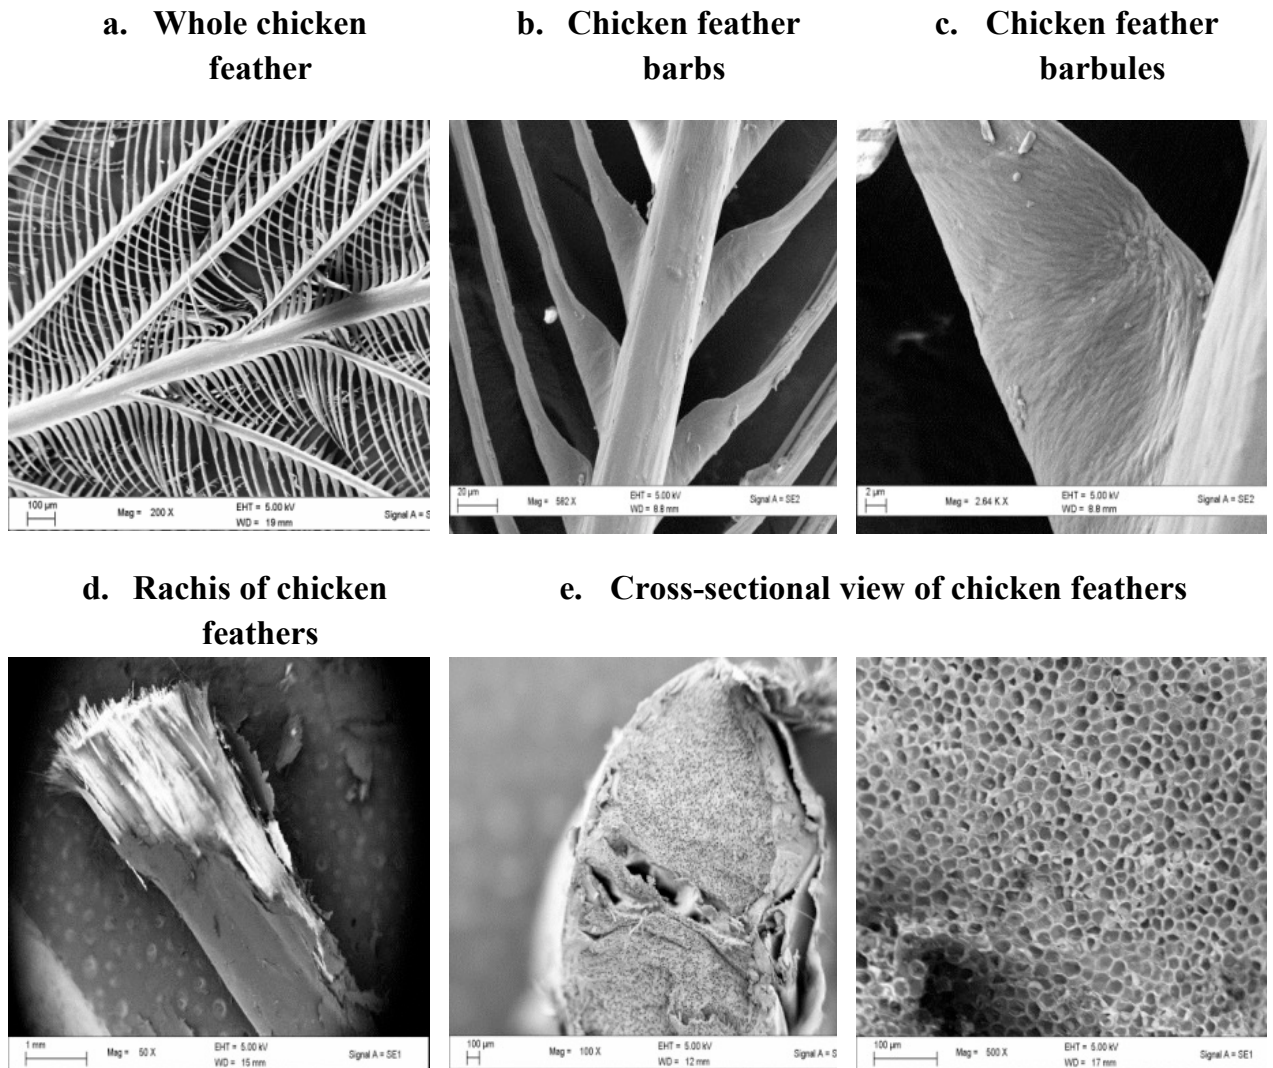 a. Whole chicken
feather
b. Chicken feather
barbs
c. Chicken feather
barbules
100 µm
Mag = 200 X
EHT = 5.00 kV
WD = 19 mm
Signal A = S
20 µm
Mag = 582 X
EHT = 5.00 kV
WD = 8.8 mm
Signal A = SE2
2 µm
Mag = 2.64 K X
EHT = 5.00 kV
WD = 8.8 mm
Signal A = SE2
d. Rachis of chicken
feathers
e. Cross-sectional view of chicken feathers
1 mm
Mag = 50 X
EHT = 5.00 kV
WD = 15 mm
Signal A = SE1
100 µm
Mag = 100 X
EHT = 5.00 kV
WD = 12 mm
Signal A = S
100 µm
Mag = 500 X
EHT = 5.00 kV
WD = 17 mm
Signal A = SE1